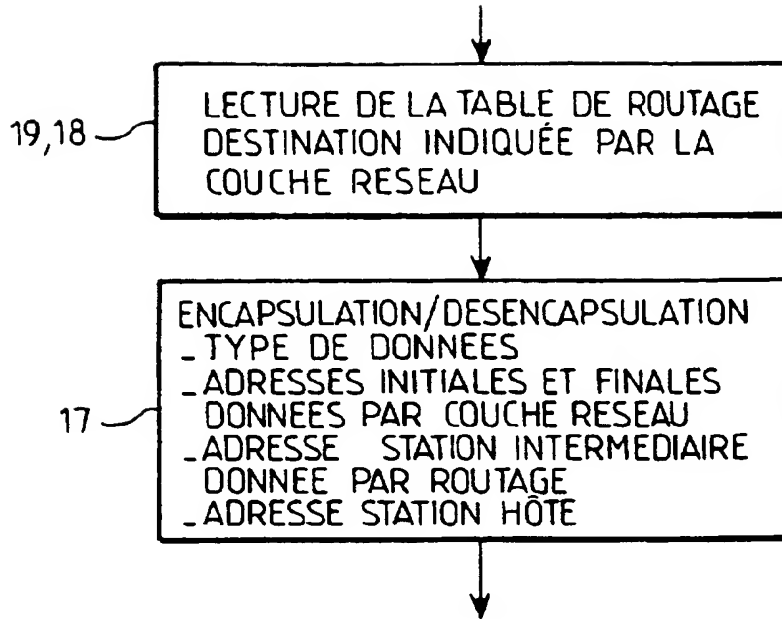 19,18
LECTURE DE LA TABLE DE ROUTAGE
DESTINATION INDIQUÉE PAR LA
COUCHE RESEAU
17
ENCAPSULATION/DESENCAPSULATION
_TYPE DE DONNEES
_ADRESSES INITIALES ET FINALES
DONNEES PAR COUCHE RESEAU
_ADRESSE STATION INTERMEDIAIRE
DONNEE PAR ROUTAGE
_ADRESSE STATION HÔTE